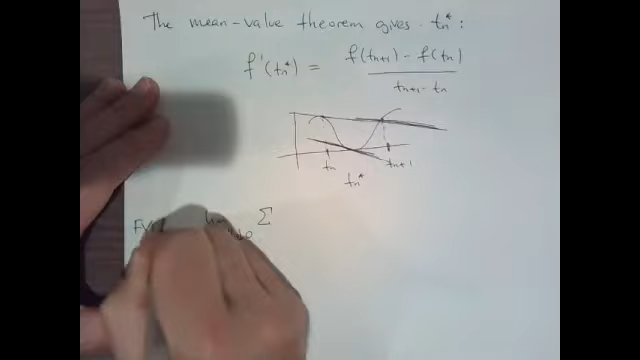 The mean-value theorem gives tn* :
f'(tn*) = f(tn+1) - f(tn) / tn+1 - tn
tn tn+1
tn*
Σ